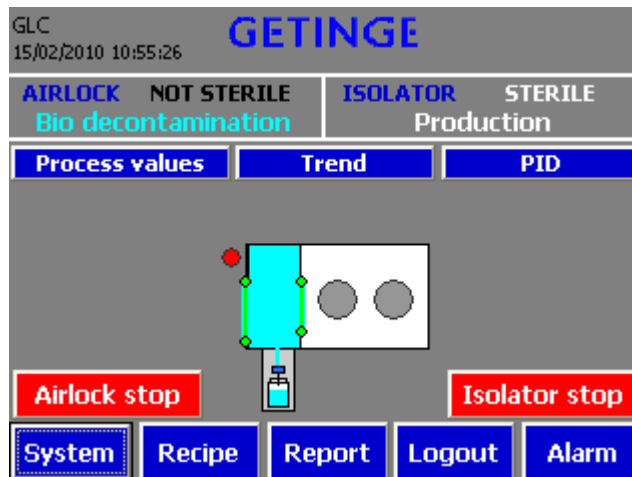 GLC
15/02/2010 10:55:26
GETINGE
AIRLOCK NOT STERILE
Bio decontamination
ISOLATOR STERILE
Production
Process values
Trend
PID
Airlock stop
Isolator stop
System
Recipe
Report
Logout
Alarm